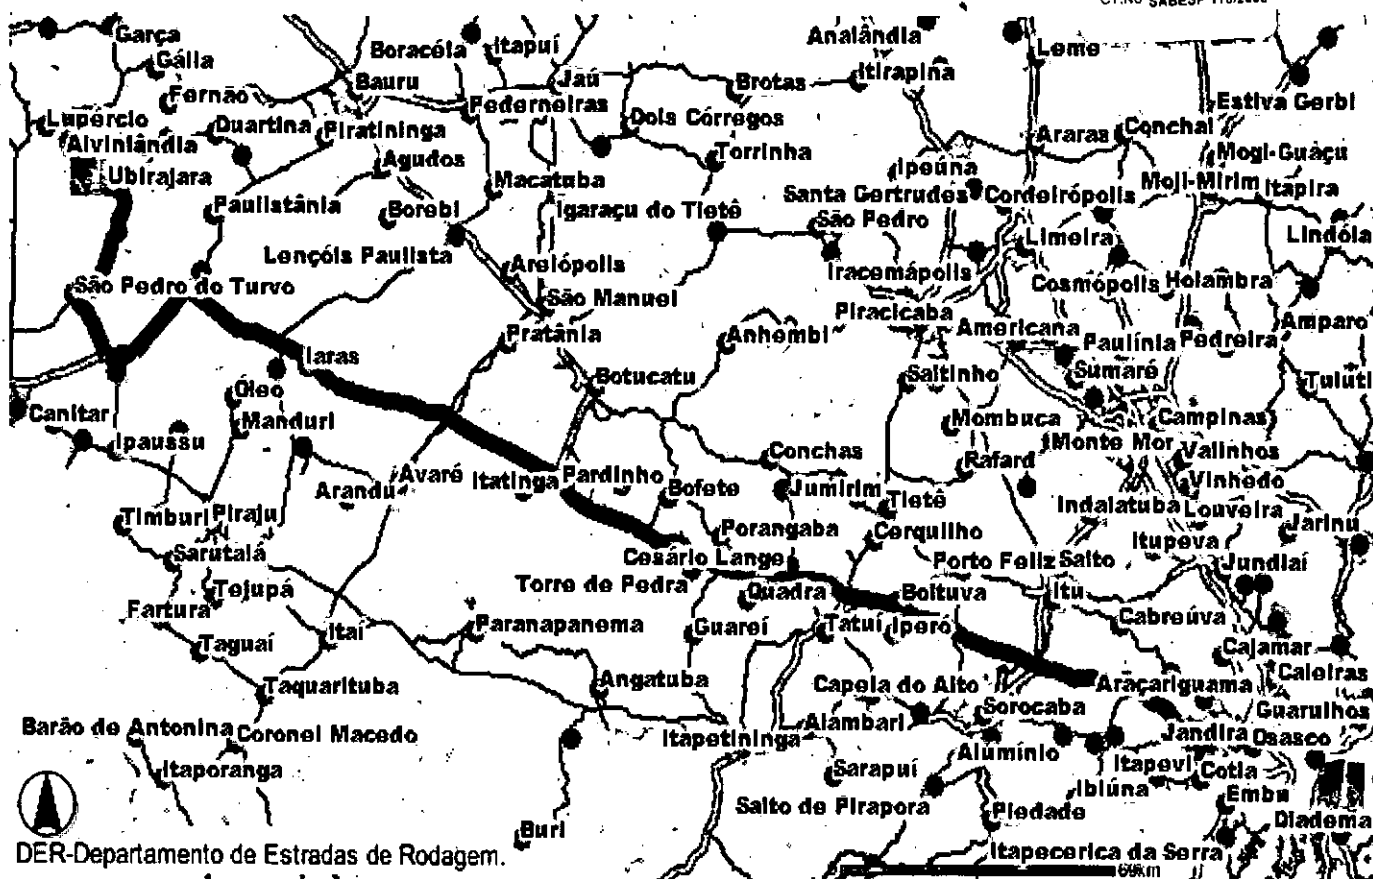 Garça
Gália
Fernão
Lupércio
Alvinlândia
Ubirajara
Duartina
Piratininga
Bauru
Boracéia
Itapuí
Jaú
Pederneiras
Agudos
Macatuba
Paulistânia
Borebi
Lençóis Paulista
São Pedro do Turvo
Brotas
Dois Córregos
Torrinha
Igaraçu do Tietê
Areiópolis
São Manuel
Pratânia
Analândia
Itirapina
Leme
Estiva Gerbi
Araras
Conchal
Mogi-Guaçu
Ipeúna
Santa Gertrudes
Cordeirópolis
Moji-Mirim
Itapira
São Pedro
Limeira
Lindóia
Iracemápolis
Cosmópolis
Holambra
Piracicaba
Americana
Paulínia
Pedreira
Amparo
Anhembi
Iaras
Botucatu
Saltinho
Sumaré
Tuiuti
Canitar
Óleo
Manduri
Ipaussu
Mombuca
Campinas
Monte Mor
Valinhos
Conchas
Rafard
Vinhedo
Arandu
Avaré
Itatinga
Pardinho
Bofete
Jumirim
Tietê
Indaiatuba
Louveira
Timburi
Piraju
Porangaba
Cerquilho
Jarinu
Itupeva
Sarutaiá
Cesário Lange
Porto Feliz
Salto
Jundiaí
Tejupá
Torre de Pedra
Quadra
Boituva
Itu
Fartura
Cabreúva
Itaí
Paranapanema
Guareí
Tatuí
Iperó
Taguaí
Cajamar
Caieiras
Taquarituba
Angatuba
Capela do Alto
Araçariguama
Sorocaba
Guarulhos
Barão de Antonina
Coronel Macedo
Itapetininga
Alambari
Jandira
Osasco
Alumínio
Itapevi
Cotia
Itaporanga
Sarapuí
Ibiúna
Embu
Salto de Pirapora
Piedade
Diadema
Buri
Itapecerica da Serra
DER-Departamento de Estradas de Rodagem.